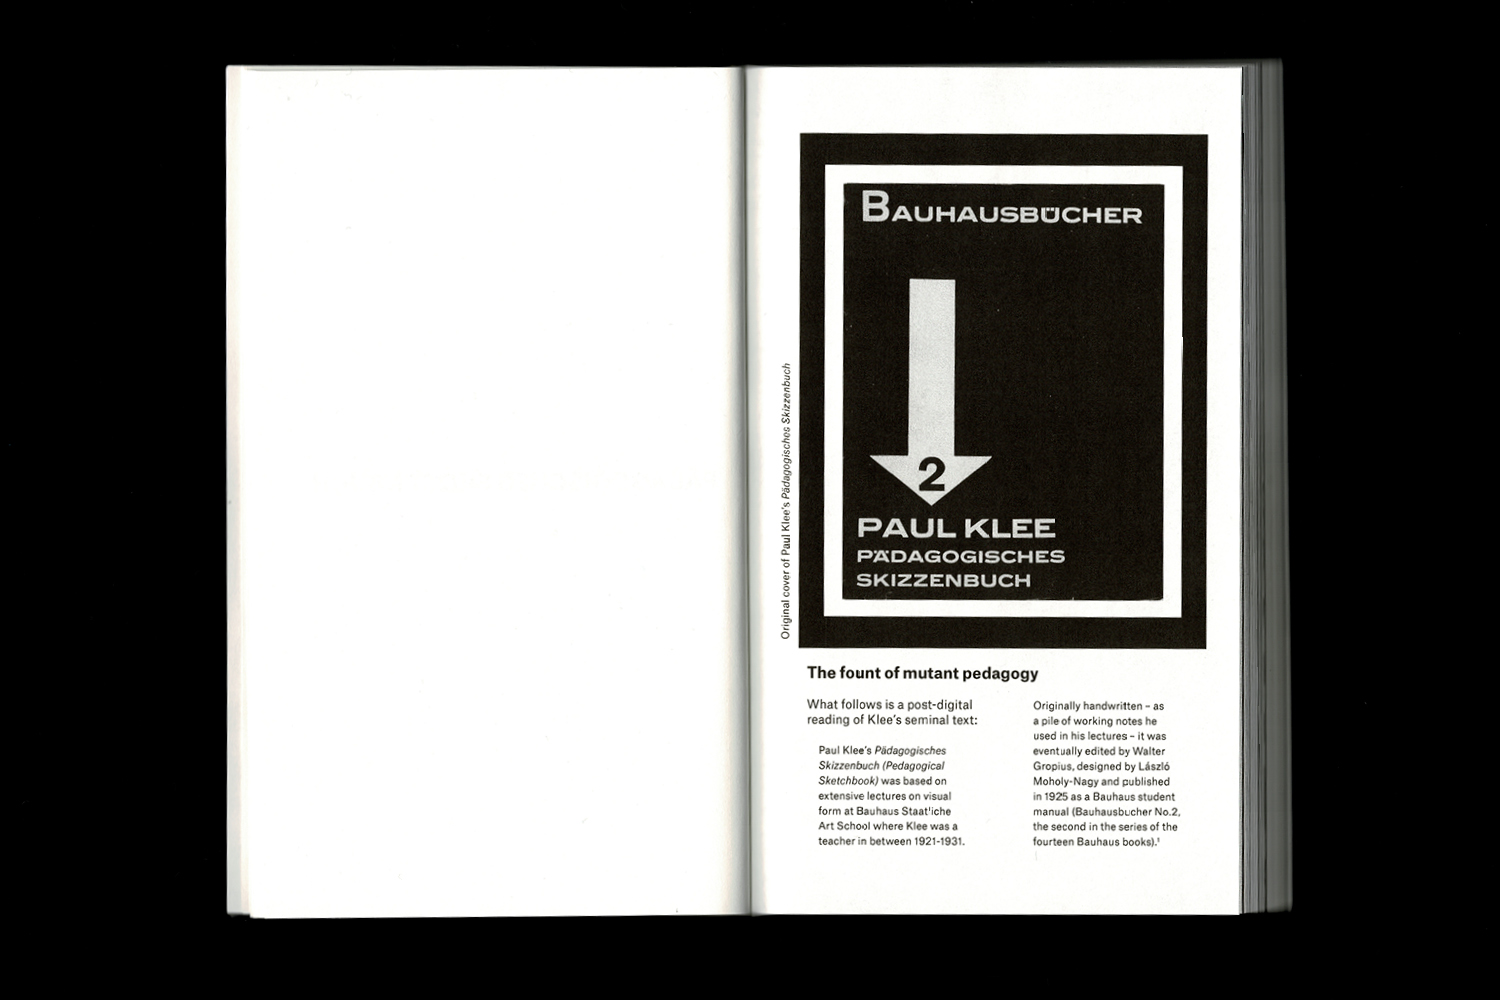 BAUHAUSBÜCHER
2
PAUL KLEE
PÄDAGOGISCHES
SKIZZENBUCH
Original cover of Paul Klee's Pädagogisches Skizzenbuch
The fount of mutant pedagogy
What follows is a post-digital
reading of Klee's seminal text:
Paul Klee's Pädagogisches
Skizzenbuch (Pedagogical
Sketchbook) was based on
extensive lectures on visual
form at Bauhaus Staat'iche
Art School where Klee was a
teacher in between 1921-1931.
Originally handwritten – as
a pile of working notes he
used in his lectures – it was
eventually edited by Walter
Gropius, designed by László
Moholy-Nagy and published
in 1925 as a Bauhaus student
manual (Bauhausbucher No.2,
the second in the series of the
fourteen Bauhaus books).¹